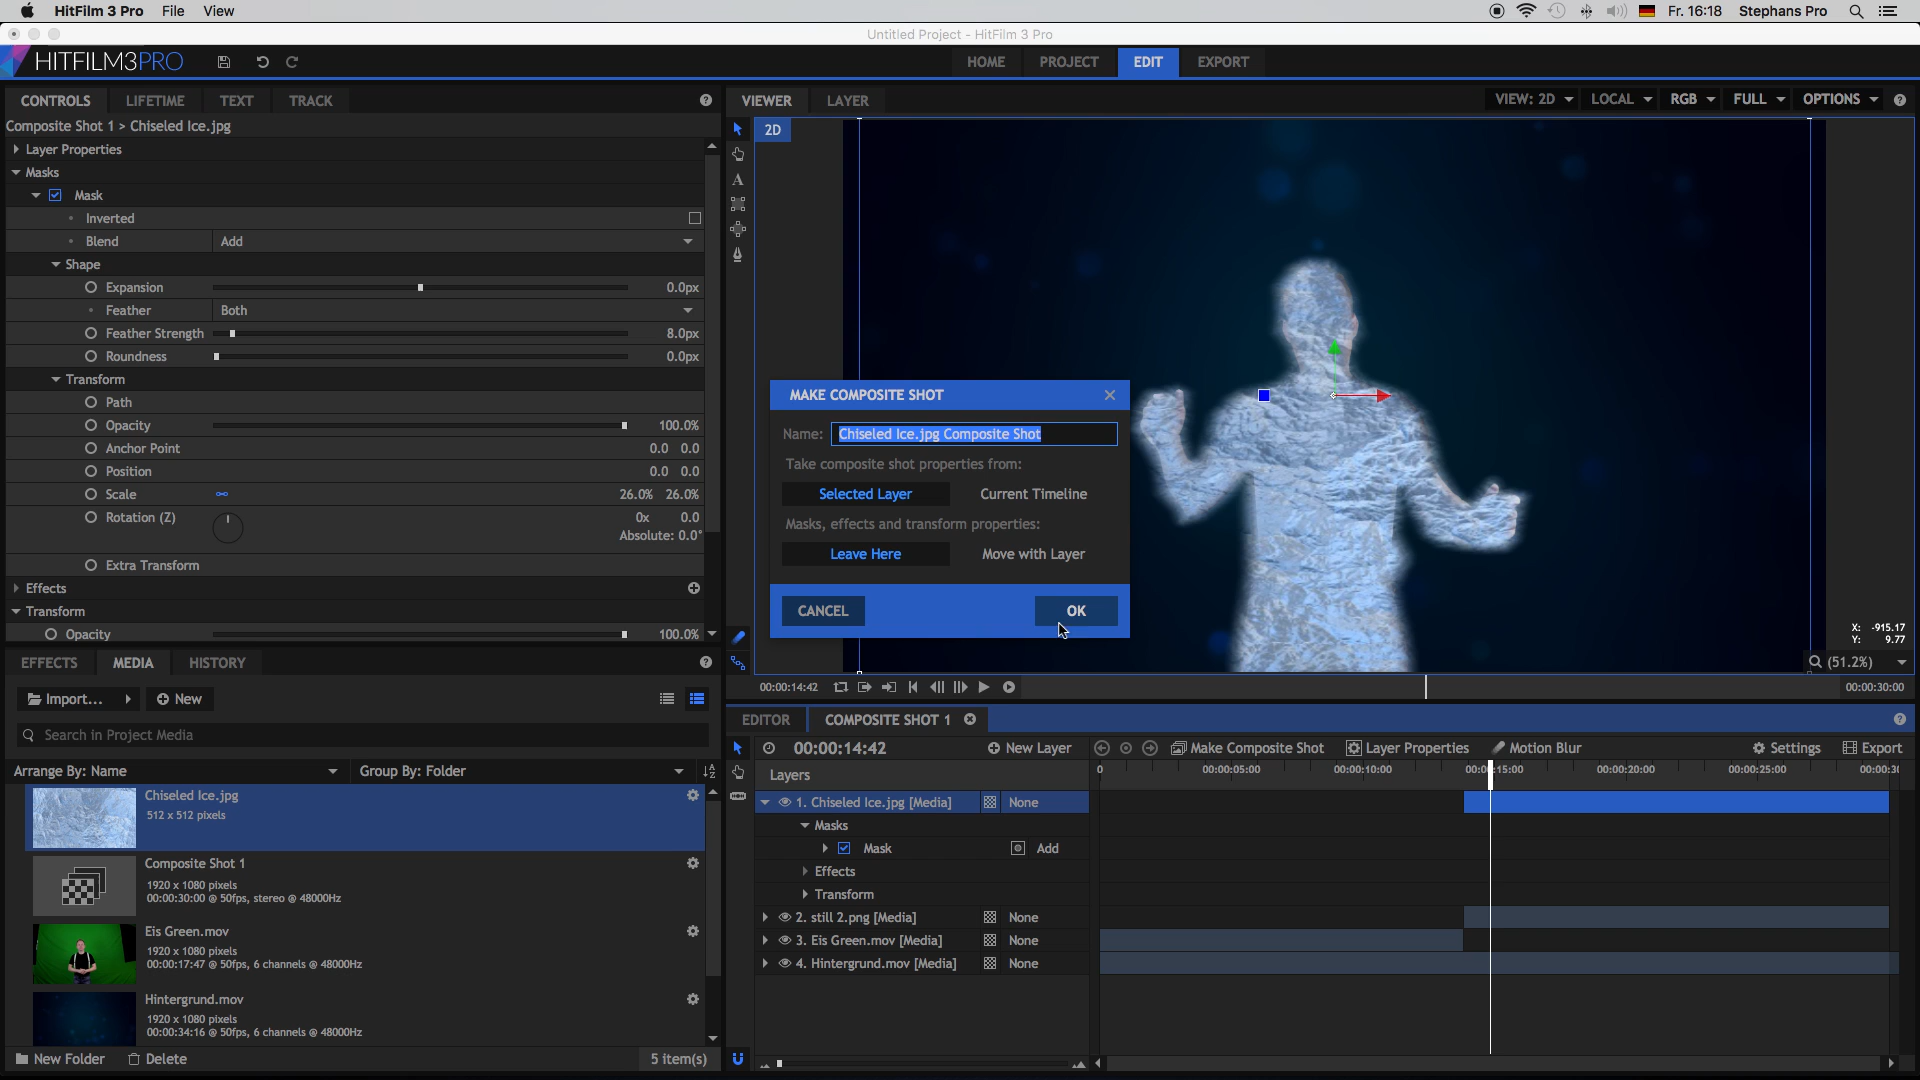 HitFilm 3 Pro File View
Fr. 16:18 Stephans Pro
Untitled Project - HitFilm 3 Pro
HITFILM3PRO
HOME PROJECT EDIT EXPORT
CONTROLS LIFETIME TEXT TRACK
Composite Shot 1 > Chiseled Ice.jpg
Layer Properties
Masks
Mask
Inverted
Blend Add
Shape
Expansion 0.0px
Feather Both
Feather Strength 8.0px
Roundness 0.0px
Transform
Path
Opacity 100.0%
Anchor Point 0.0 0.0
Position 0.0 0.0
Scale 26.0% 26.0%
Rotation (Z) 0x 0.0
Absolute: 0.0°
Extra Transform
Effects
Transform
Opacity 100.0%
VIEWER LAYER
VIEW: 2D LOCAL RGB FULL OPTIONS
2D
A
MAKE COMPOSITE SHOT
Name: Chiseled Ice.jpg Composite Shot
Take composite shot properties from:
Selected Layer Current Timeline
Masks, effects and transform properties:
Leave Here Move with Layer
CANCEL OK
X: -915.17
Y: 9.77
(51.2%)
00:00:14:42 00:00:30:00
EFFECTS MEDIA HISTORY
Import... New
Search in Project Media
Arrange By: Name Group By: Folder
Chiseled Ice.jpg
512 x 512 pixels
Composite Shot 1
1920 x 1080 pixels
00:00:30:00 @ 50fps, stereo @ 48000Hz
Eis Green.mov
1920 x 1080 pixels
00:00:17:47 @ 50fps, 6 channels @ 48000Hz
Hintergrund.mov
1920 x 1080 pixels
00:00:34:16 @ 50fps, 6 channels @ 48000Hz
New Folder Delete 5 item(s)
EDITOR COMPOSITE SHOT 1
00:00:14:42 New Layer Make Composite Shot Layer Properties Motion Blur Settings Export
Layers
0 00:00:05:00 00:00:10:00 00:00:15:00 00:00:20:00 00:00:25:00 00:00:30
1. Chiseled Ice.jpg [Media] None
Masks
Mask Add
Effects
Transform
2. still 2.png [Media] None
3. Eis Green.mov [Media] None
4. Hintergrund.mov [Media] None